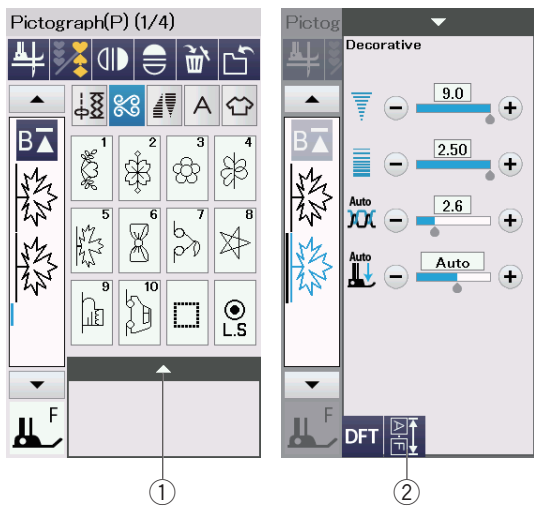 Pictograph(P) (1/4)
B
A
1
2
3
4
5
6
7
8
9
10
L.S
F
1
Pictog
Decorative
B
9.0
2.50
Auto
2.6
Auto
Auto
F
DFT
A
F
2